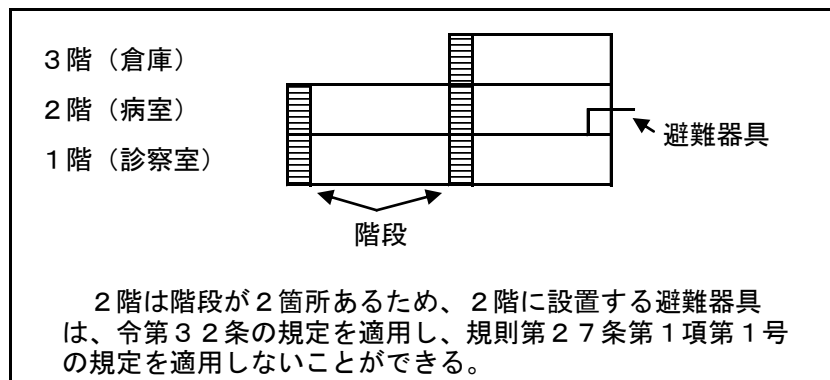 ３階（倉庫）
２階（病室）
１階（診察室）
避難器具
階段
２階は階段が２箇所あるため、２階に設置する避難器具
は、令第３２条の規定を適用し、規則第２７条第１項第１号
の規定を適用しないことができる。